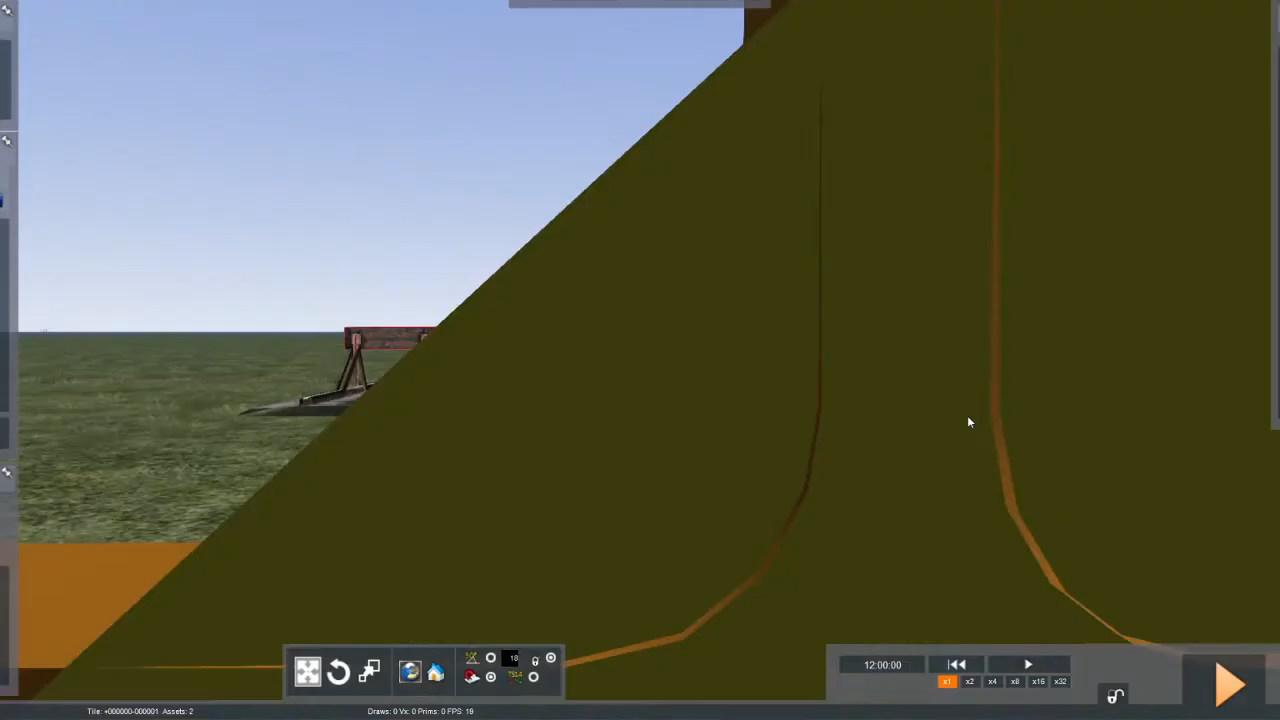 18
12:00:00
x1 x2 x4 x8 x16 x32
Tile: +000000-000001 Assets: 2
Draws: 0 Vx: 0 Prims: 0 FPS: 19